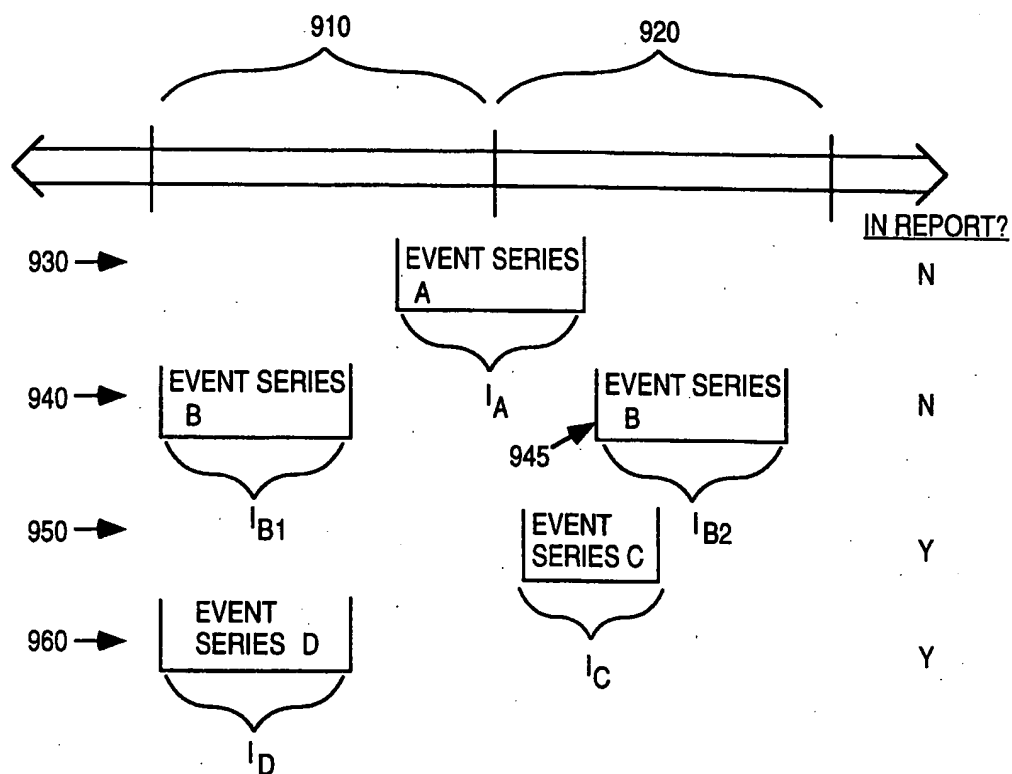 910
920
IN REPORT?
930
EVENT SERIES
A
N
I_A
940
EVENT SERIES
B
EVENT SERIES
B
N
945
I_B1
I_B2
950
EVENT
SERIES C
Y
I_C
960
EVENT
SERIES D
Y
I_D